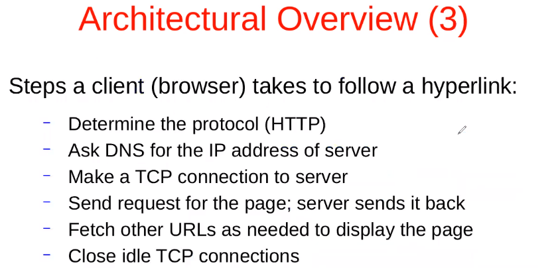 Architectural Overview (3)
Steps a client (browser) takes to follow a hyperlink:
– Determine the protocol (HTTP)
– Ask DNS for the IP address of server
– Make a TCP connection to server
– Send request for the page; server sends it back
– Fetch other URLs as needed to display the page
– Close idle TCP connections